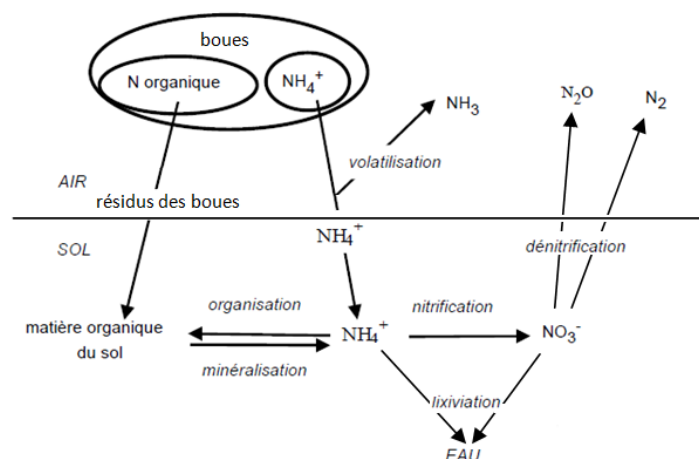 boues
N organique
NH₄⁺
NH₃
N₂O
N₂
volatilisation
AIR
résidus des boues
SOL
NH₄⁺
dénitrification
organisation
nitrification
matière organique
du sol
NH₄⁺
NO₃⁻
minéralisation
lixiviation
EAU